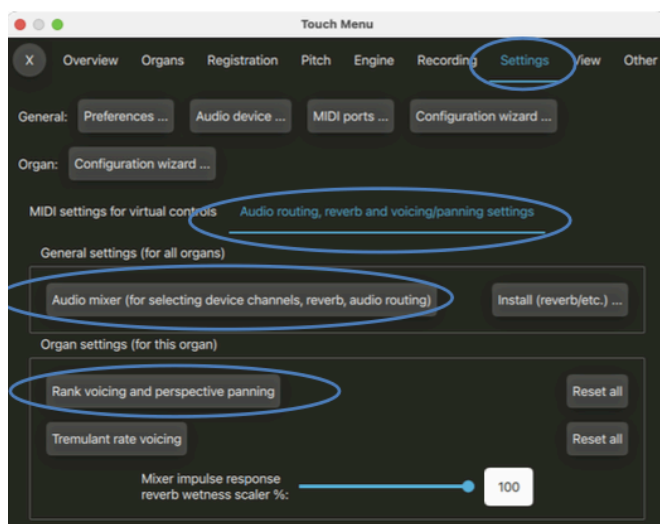 Touch Menu
X Overview Organs Registration Pitch Engine Recording Settings View Other
General: Preferences ... Audio device ... MIDI ports ... Configuration wizard ...
Organ: Configuration wizard ...
MIDI settings for virtual controls Audio routing, reverb and voicing/panning settings
General settings (for all organs)
Audio mixer (for selecting device channels, reverb, audio routing) Install (reverb/etc.) ...
Organ settings (for this organ)
Rank voicing and perspective panning Reset all
Tremulant rate voicing Reset all
Mixer impulse response
reverb wetness scaler %: 100